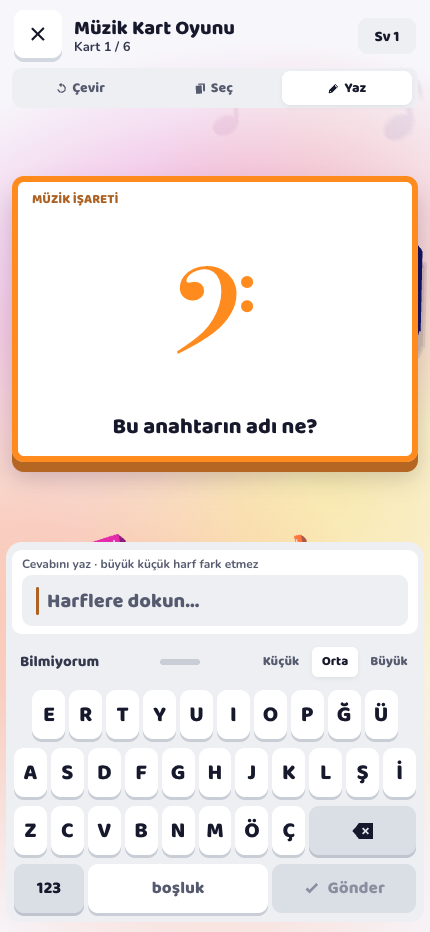 Müzik Kart Oyunu
Kart 1 / 6
Sv 1
Çevir
Seç
Yaz
MÜZİK İŞARETİ
Bu anahtarın adı ne?
Cevabını yaz · büyük küçük harf fark etmez
Harflere dokun...
Bilmiyorum
Küçük
Orta
Büyük
E R T Y U I O P Ğ Ü
A S D F G H J K L Ş İ
Z C V B N M Ö Ç
123
boşluk
Gönder